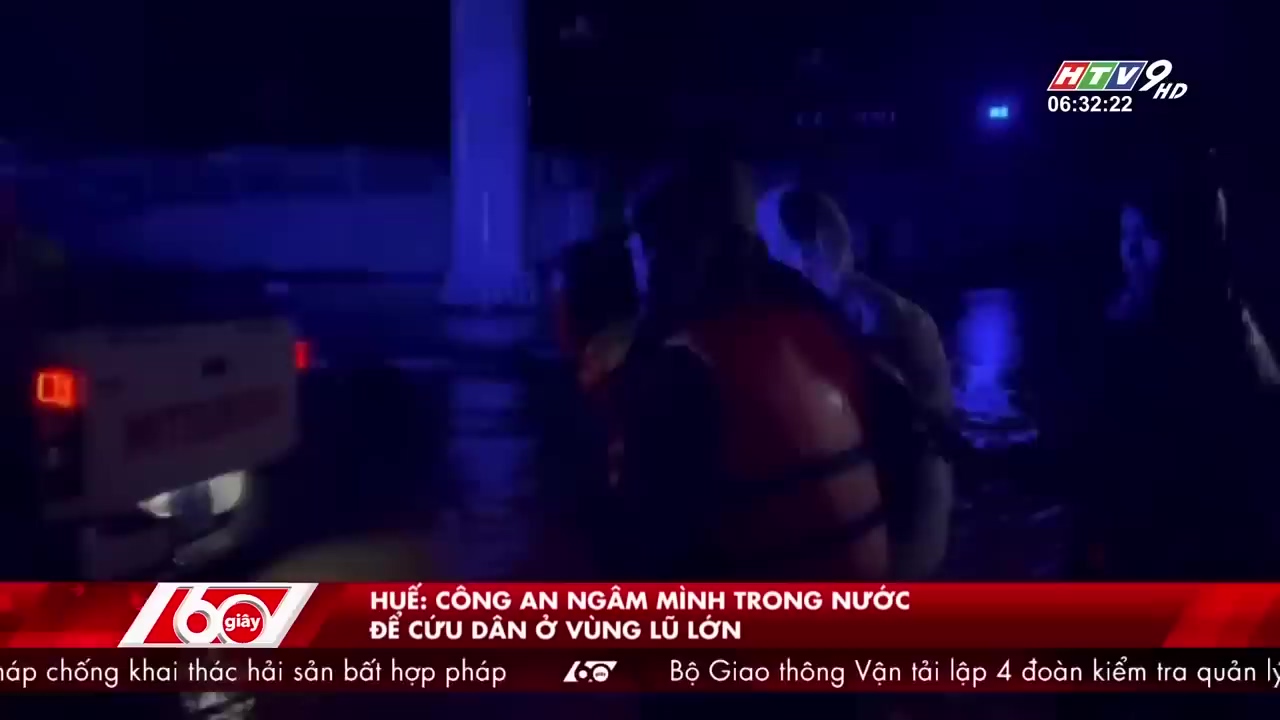 HTV9 HD
06:32:22
60 giây
HUẾ: CÔNG AN NGÂM MÌNH TRONG NƯỚC
ĐỂ CỨU DÂN Ở VÙNG LŨ LỚN
chống khai thác hải sản bất hợp pháp
60 giây
Bộ Giao thông Vận tải lập 4 đoàn kiểm tra quản lý